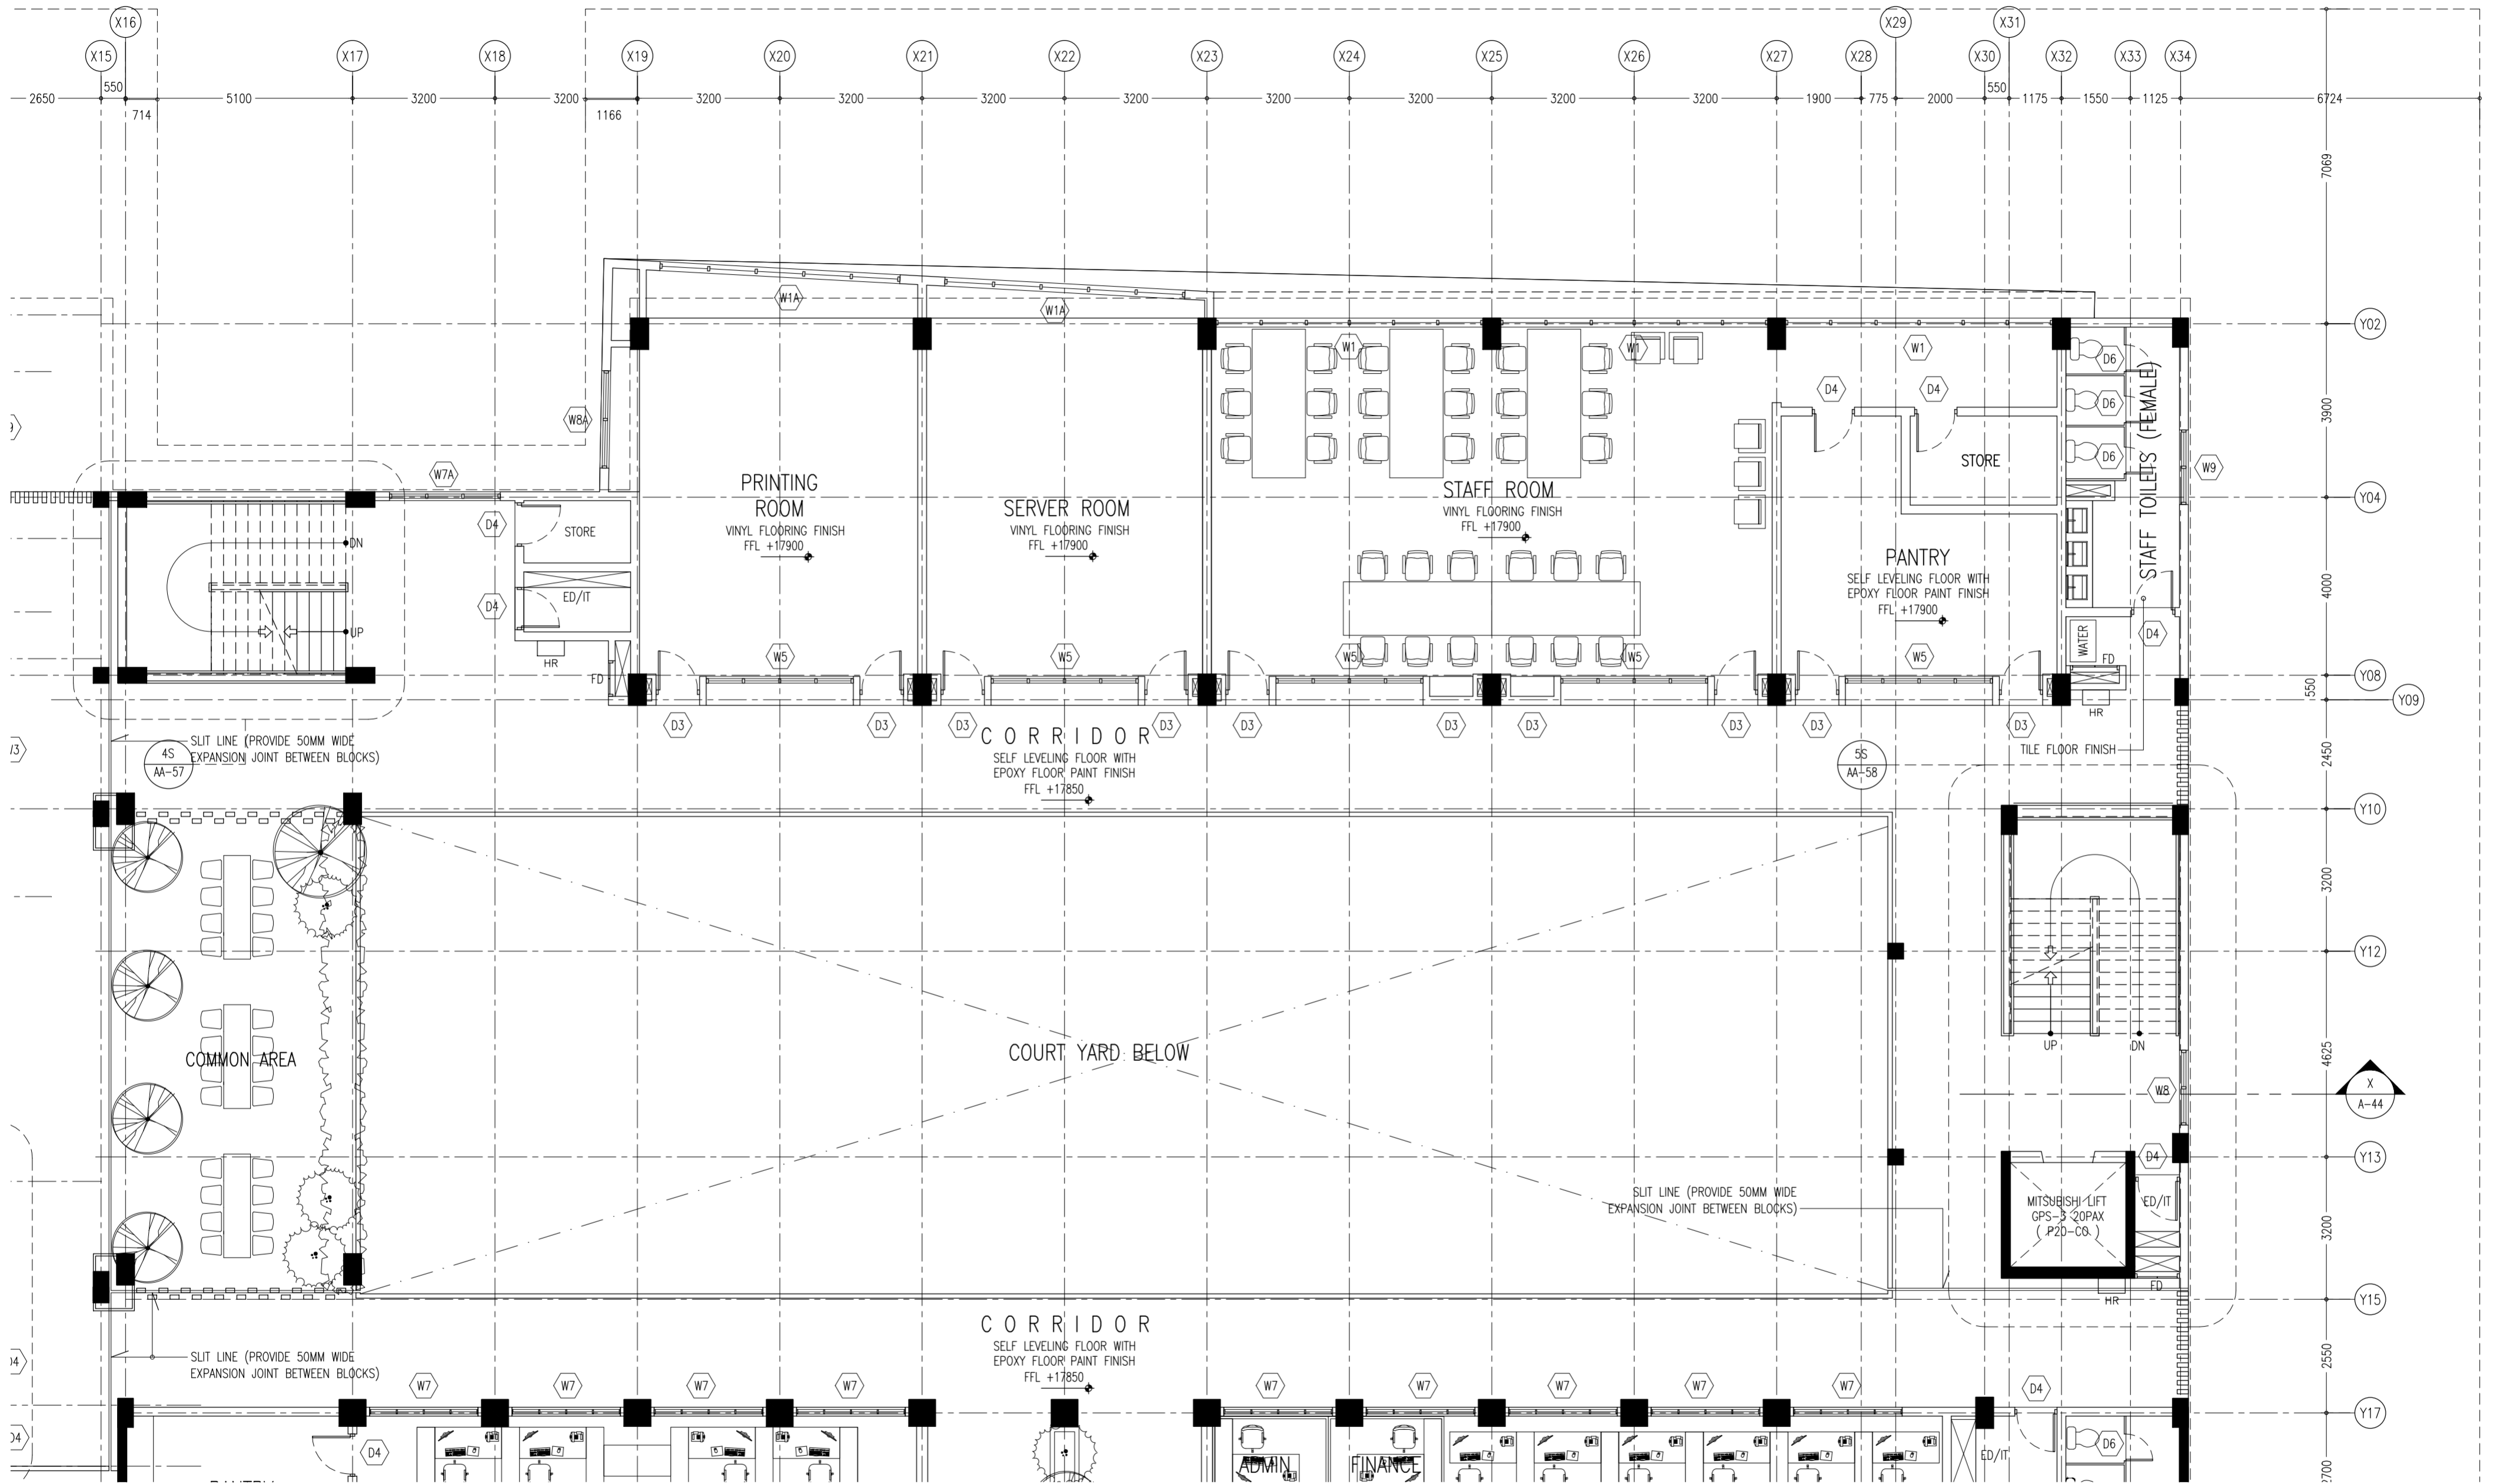 X16
X29
X31
X15
X17
X18
X19
X20
X21
X22
X23
X24
X25
X26
X27
X28
X30
X32
X33
X34
550
550
2650
5100
3200
3200
3200
3200
3200
3200
3200
3200
3200
3200
1900
775
2000
1175
1550
1125
6724
714
1166
7069
W1A
W1A
Y02
W1
W1
W1
D6
D4
D4
D6
3900
W8A
D6
STORE
W9
W7A
STAFF TOILETS (FEMALE)
PRINTING
ROOM
VINYL FLOORING FINISH
FFL +17900
SERVER ROOM
VINYL FLOORING FINISH
FFL +17900
STAFF ROOM
VINYL FLOORING FINISH
FFL +17900
Y04
D4
STORE
DN
PANTRY
SELF LEVELING FLOOR WITH
EPOXY FLOOR PAINT FINISH
FFL +17900
4000
ED/IT
D4
UP
D4
WATER
HR
W5
W5
W5
W5
W5
FD
FD
Y08
550
Y09
HR
D3
D3
D3
D3
D3
D3
D3
D3
D3
D3
SLIT LINE (PROVIDE 50MM WIDE
EXPANSION JOINT BETWEEN BLOCKS)
4S
AA-57
CORRIDOR
SELF LEVELING FLOOR WITH
EPOXY FLOOR PAINT FINISH
FFL +17850
5S
AA-58
TILE FLOOR FINISH
2450
Y10
3200
Y12
COMMON AREA
COURT YARD BELOW
UP
DN
4625
W8
X
A-44
Y13
D4
SLIT LINE (PROVIDE 50MM WIDE
EXPANSION JOINT BETWEEN BLOCKS)
MITSUBISHI LIFT
GPS-3 20PAX
( P20-CO )
ED/IT
3200
FD
HR
Y15
CORRIDOR
SELF LEVELING FLOOR WITH
EPOXY FLOOR PAINT FINISH
FFL +17850
SLIT LINE (PROVIDE 50MM WIDE
EXPANSION JOINT BETWEEN BLOCKS)
2550
W7
W7
W7
W7
W7
W7
W7
W7
W7
D4
Y17
D4
D6
ED/IT
ADMIN
FINANCE
2700